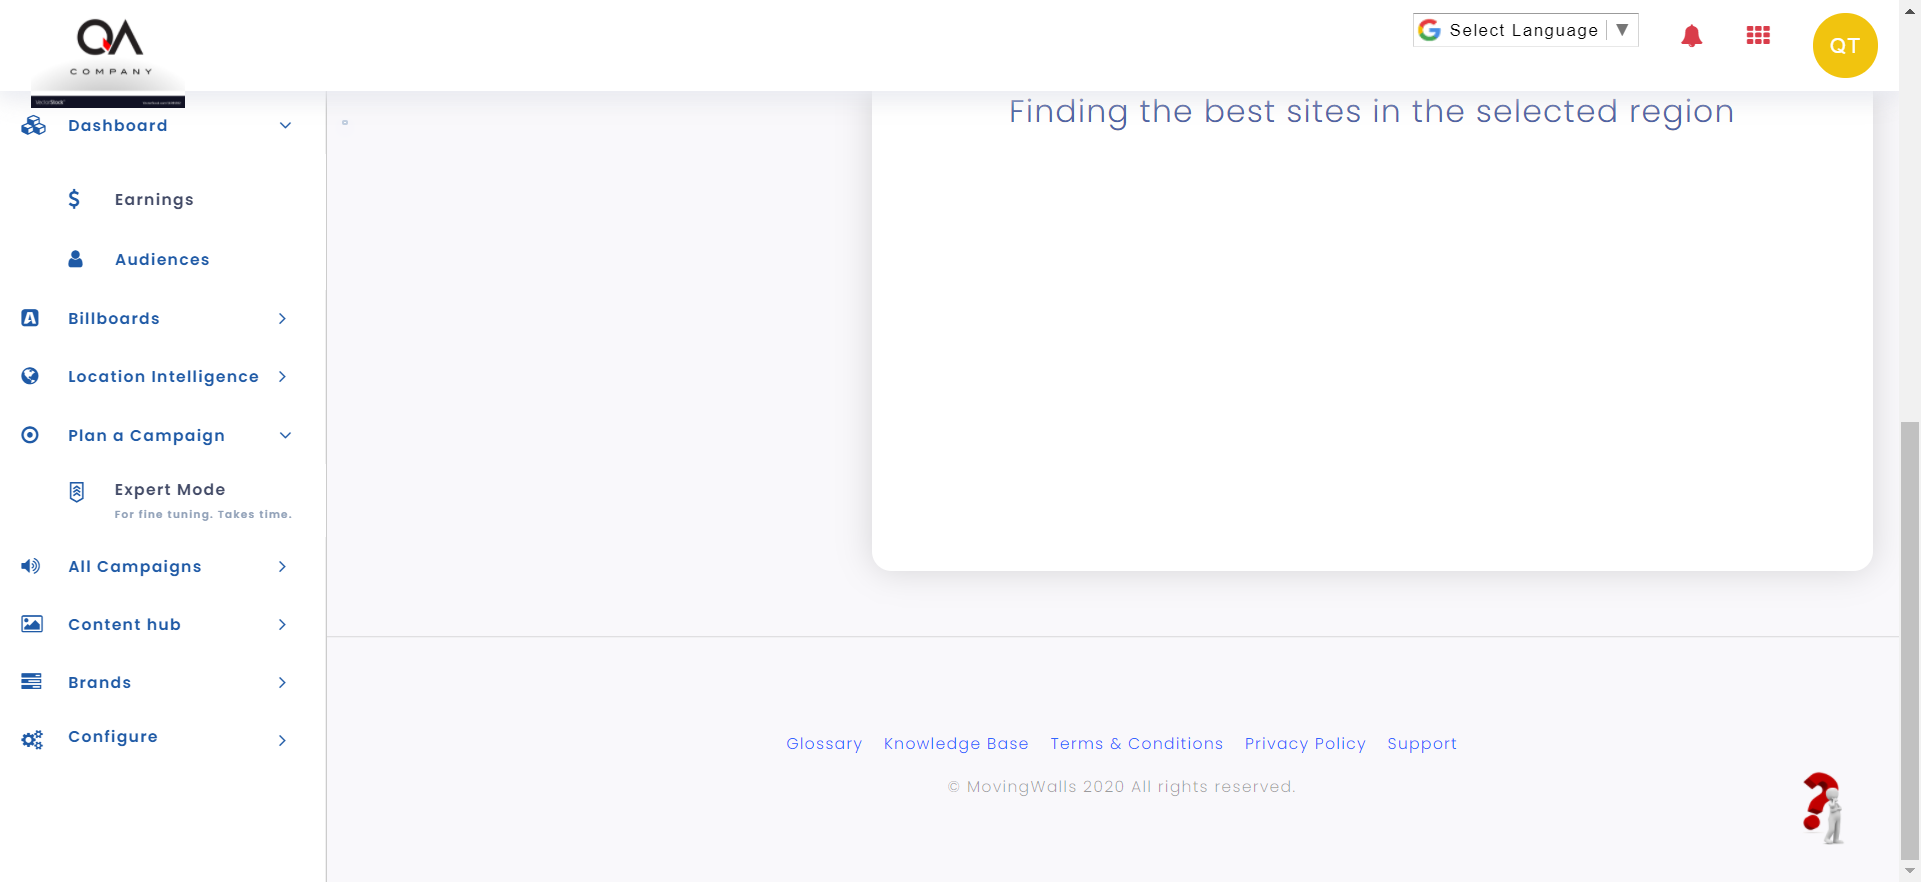 QA
COMPANY
Select Language
QT
Finding the best sites in the selected region
Dashboard
Earnings
Audiences
Billboards
Location Intelligence
Plan a Campaign
Expert Mode
For fine tuning. Takes time.
All Campaigns
Content hub
Brands
Configure
Glossary Knowledge Base Terms & Conditions Privacy Policy Support
© MovingWalls 2020 All rights reserved.